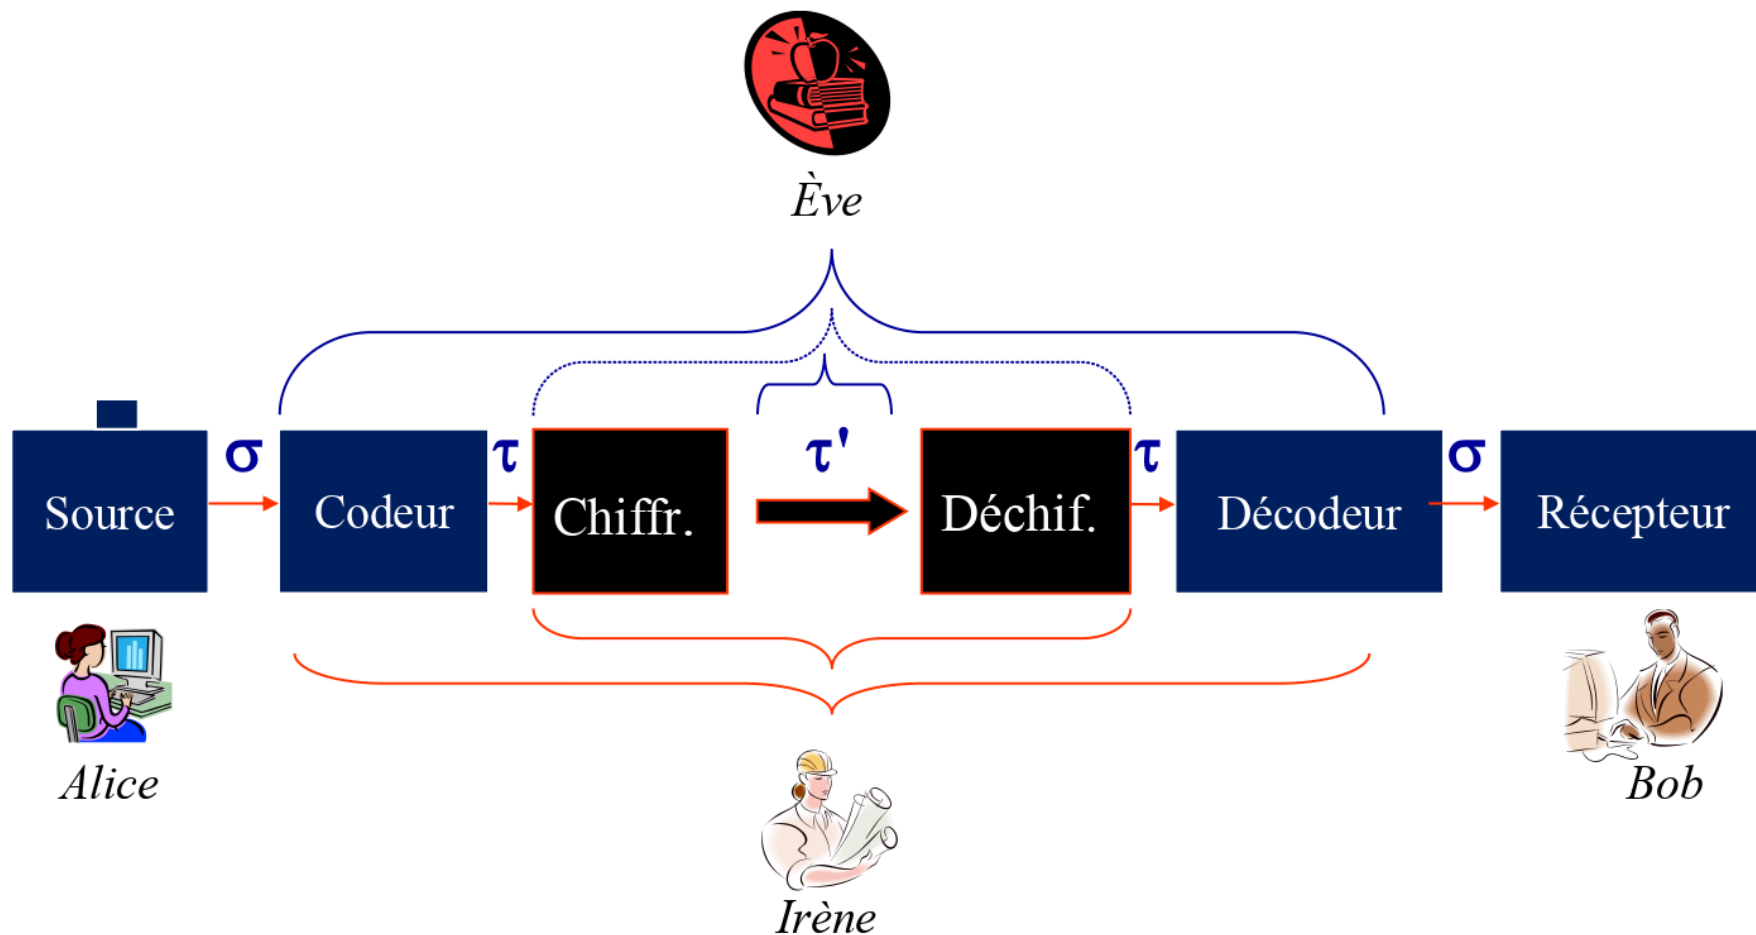 Ève
σ
τ
τ'
τ
σ
Source
Codeur
Chiffr.
Déchif.
Décodeur
Récepteur
Alice
Bob
Irène